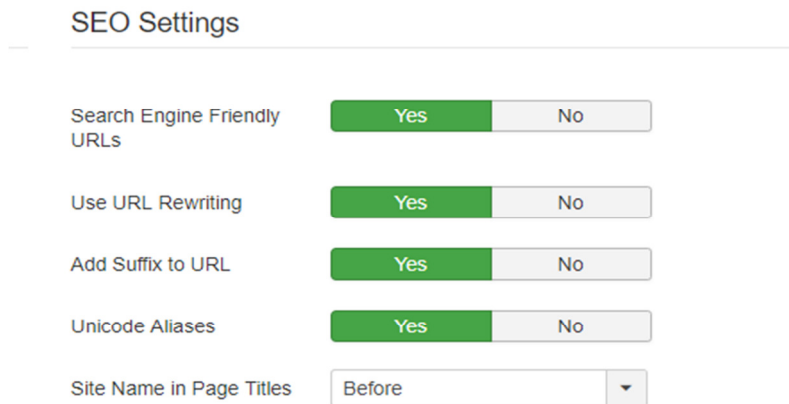 SEO Settings
Search Engine Friendly
URLs
Yes No
Use URL Rewriting
Yes No
Add Suffix to URL
Yes No
Unicode Aliases
Yes No
Site Name in Page Titles
Before